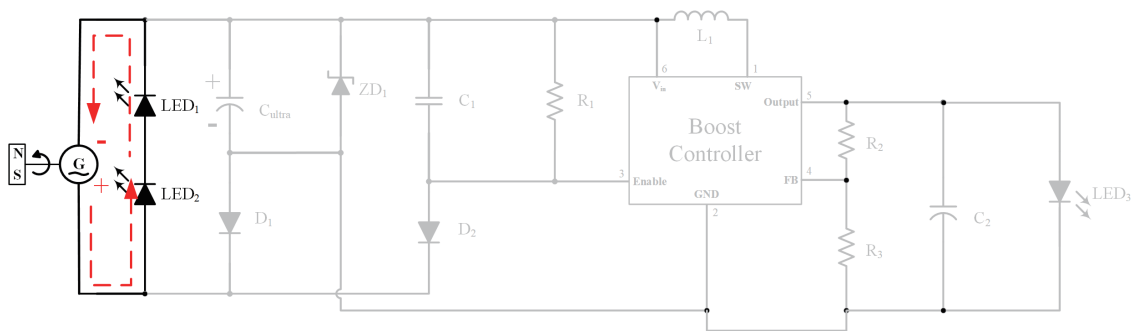 L1
6
1
Vin
SW
+
ZD1
LED1
Cultra
C1
R1
Output
5
-
-
Boost
Controller
R2
N
S
G
+
LED2
3
Enable
FB
4
GND
2
LED3
D1
D2
C2
R3